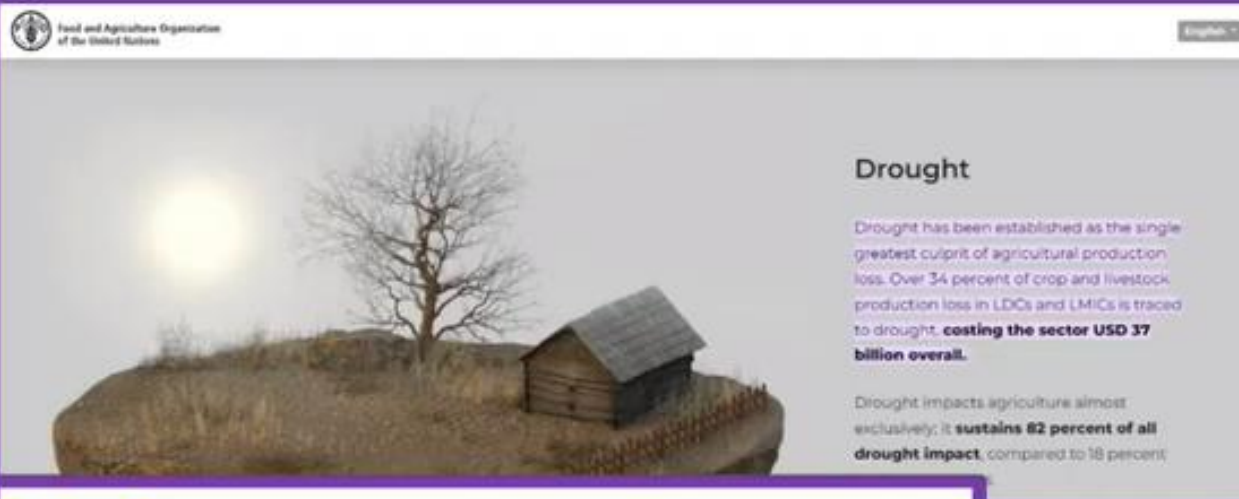 Food and Agriculture Organization
of the United Nations
English
Drought
Drought has been established as the single
greatest culprit of agricultural production
loss. Over 34 percent of crop and livestock
production loss in LDCs and LMICs is traced
to drought, costing the sector USD 37
billion overall.
Drought impacts agriculture almost
exclusively; it sustains 82 percent of all
drought impact, compared to 18 percent